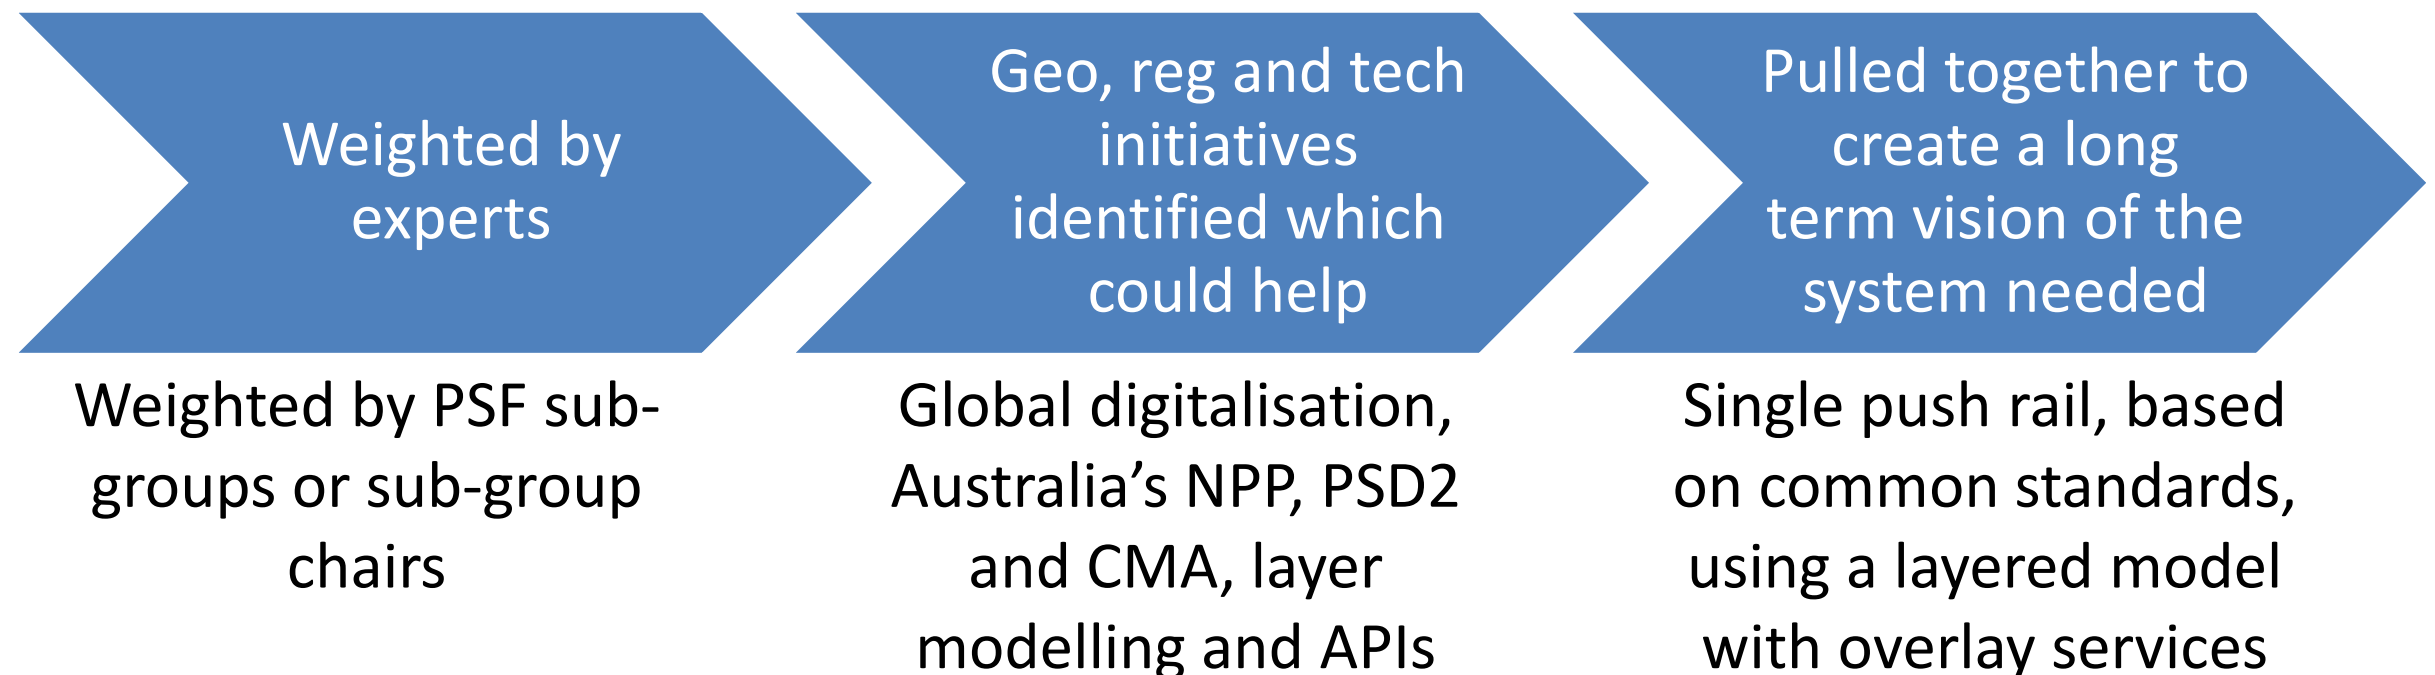 Weighted by
experts
Weighted by PSF sub-
groups or sub-group
chairs
Geo, reg and tech
initiatives
identified which
could help
Global digitalisation,
Australia’s NPP, PSD2
and CMA, layer
modelling and APIs
Pulled together to
create a long
term vision of the
system needed
Single push rail, based
on common standards,
using a layered model
with overlay services